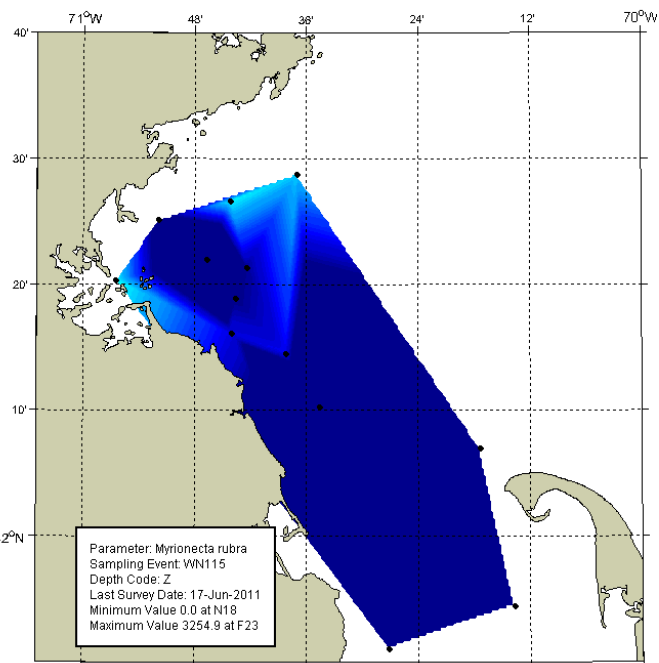 71°W 48' 36' 24' 12' 70°W
40'
30'
20'
10'
2°N
Parameter: Myrionecta rubra
Sampling Event: WN115
Depth Code: Z
Last Survey Date: 17-Jun-2011
Minimum Value 0.0 at N18
Maximum Value 3254.9 at F23